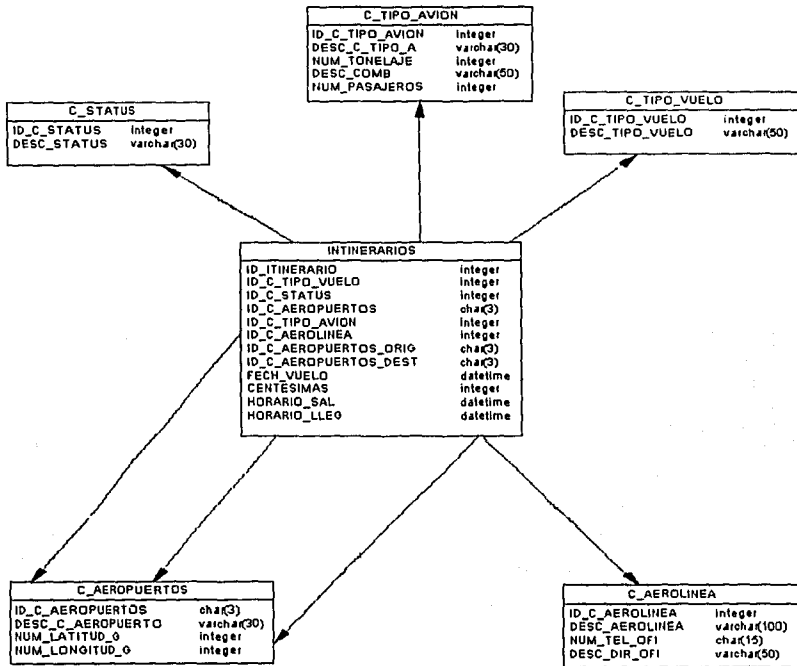 C_TIPO_AVION
ID_C_TIPO_AVION integer
DESC_C_TIPO_A varchar(30)
NUM_TONELAJE integer
DESC_COMB varchar(50)
NUM_PASAJEROS integer
C_STATUS
ID_C_STATUS integer
DESC_STATUS varchar(30)
C_TIPO_VUELO
ID_C_TIPO_VUELO integer
DESC_TIPO_VUELO varchar(50)
INTINERARIOS
ID_ITINERARIO integer
ID_C_TIPO_VUELO integer
ID_C_STATUS integer
ID_C_AEROPUERTOS char(3)
ID_C_TIPO_AVION integer
ID_C_AEROLINEA integer
ID_C_AEROPUERTOS_ORIG char(3)
ID_C_AEROPUERTOS_DEST char(3)
FECH_VUELO datetime
CENTESIMAS integer
HORARIO_SAL datetime
HORARIO_LLEG datetime
C_AEROPUERTOS
ID_C_AEROPUERTOS char(3)
DESC_C_AEROPUERTO varchar(30)
NUM_LATITUD_G integer
NUM_LONGITUD_G integer
C_AEROLINEA
ID_C_AEROLINEA integer
DESC_AEROLINEA varchar(100)
NUM_TEL_OFI char(15)
DESC_DIR_OFI varchar(50)